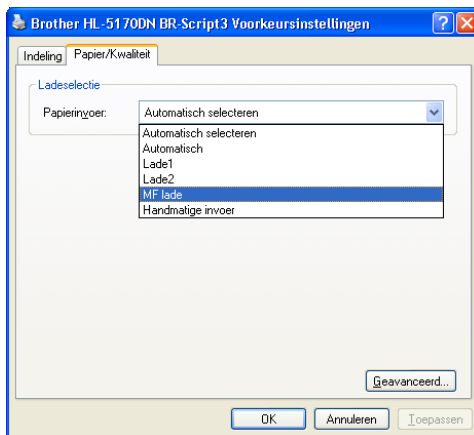 Brother HL-5170DN BR-Script3 Voorkeursinstellingen
Indeling Papier/Kwaliteit
Ladeselectie
Papierinvoer: Automatisch selecteren
Automatisch selecteren
Automatisch
Lade1
Lade2
MF lade
Handmatige invoer
Geavanceerd...
OK Annuleren Toepassen